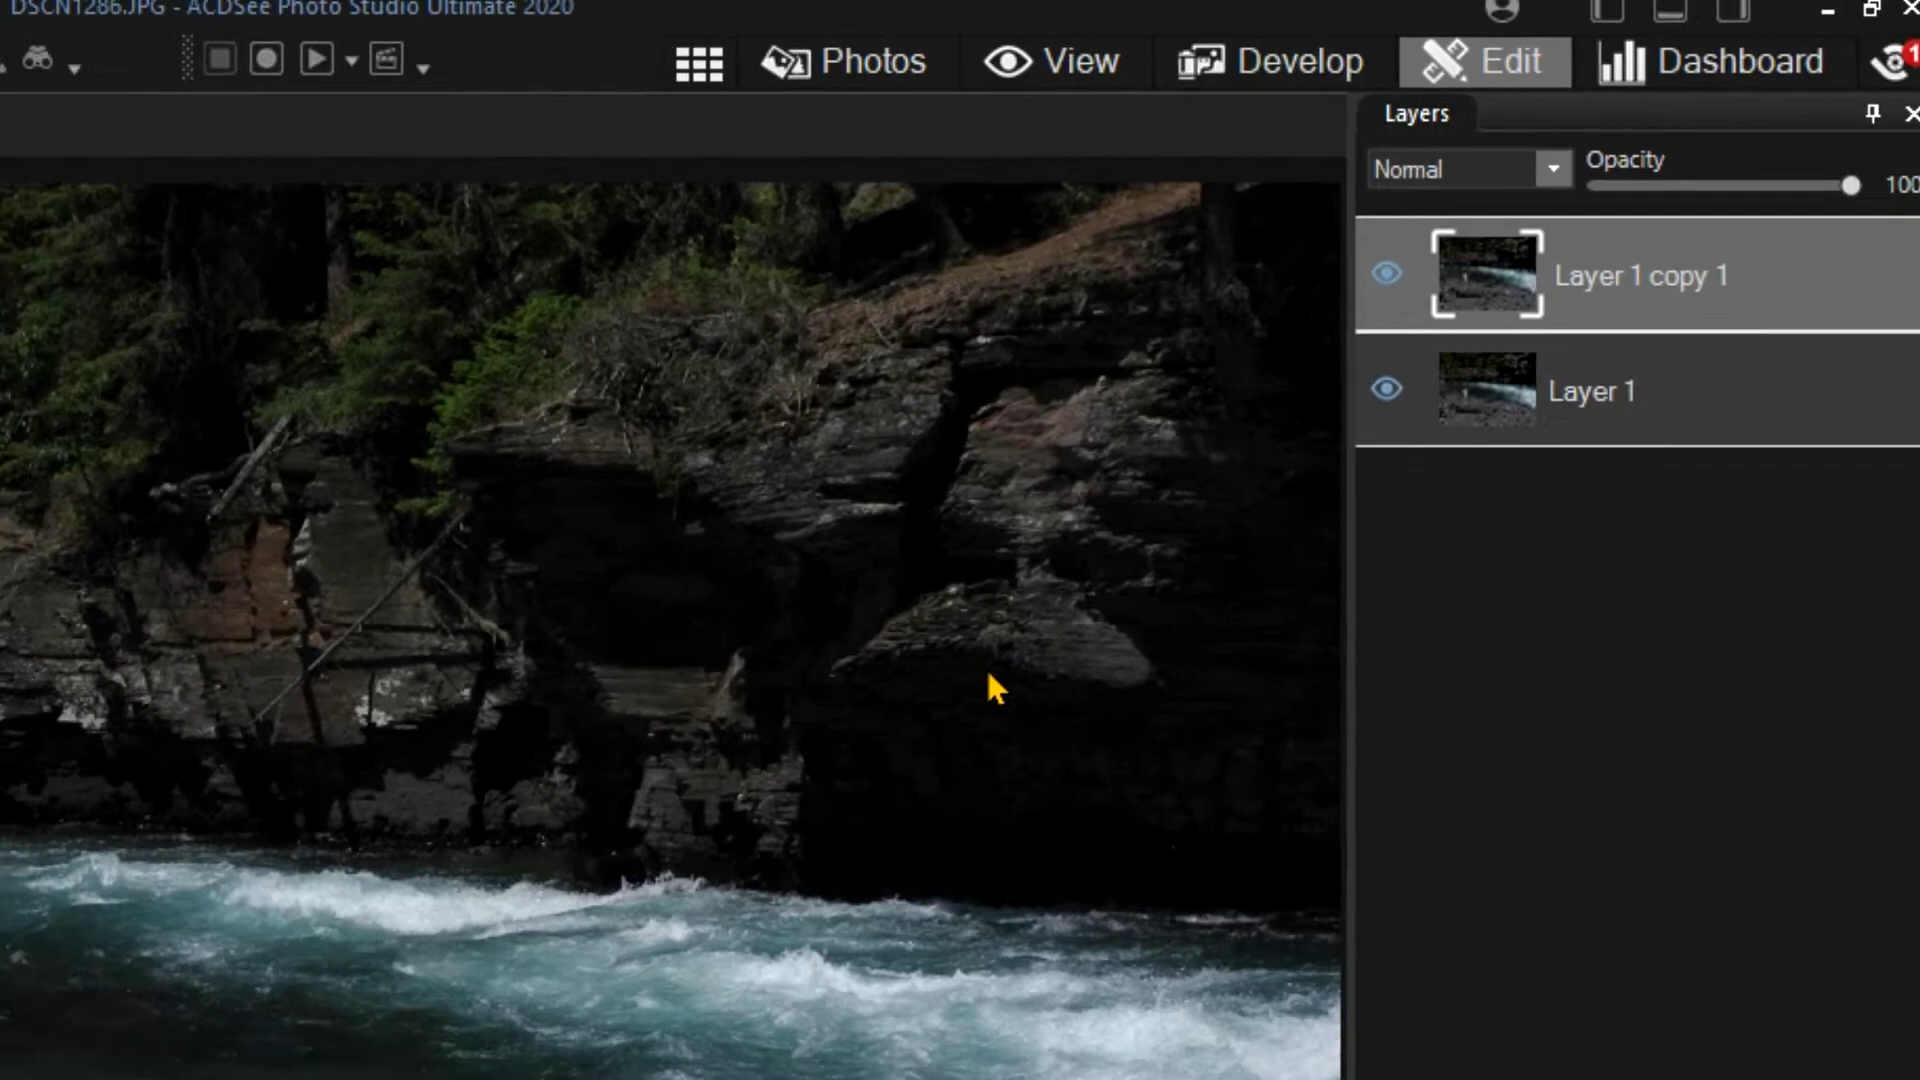 DSCN1286.JPG - ACDSee Photo Studio Ultimate 2020
Photos
View
Develop
Edit
Dashboard
1
Layers
Normal
Opacity
100
Layer 1 copy 1
Layer 1